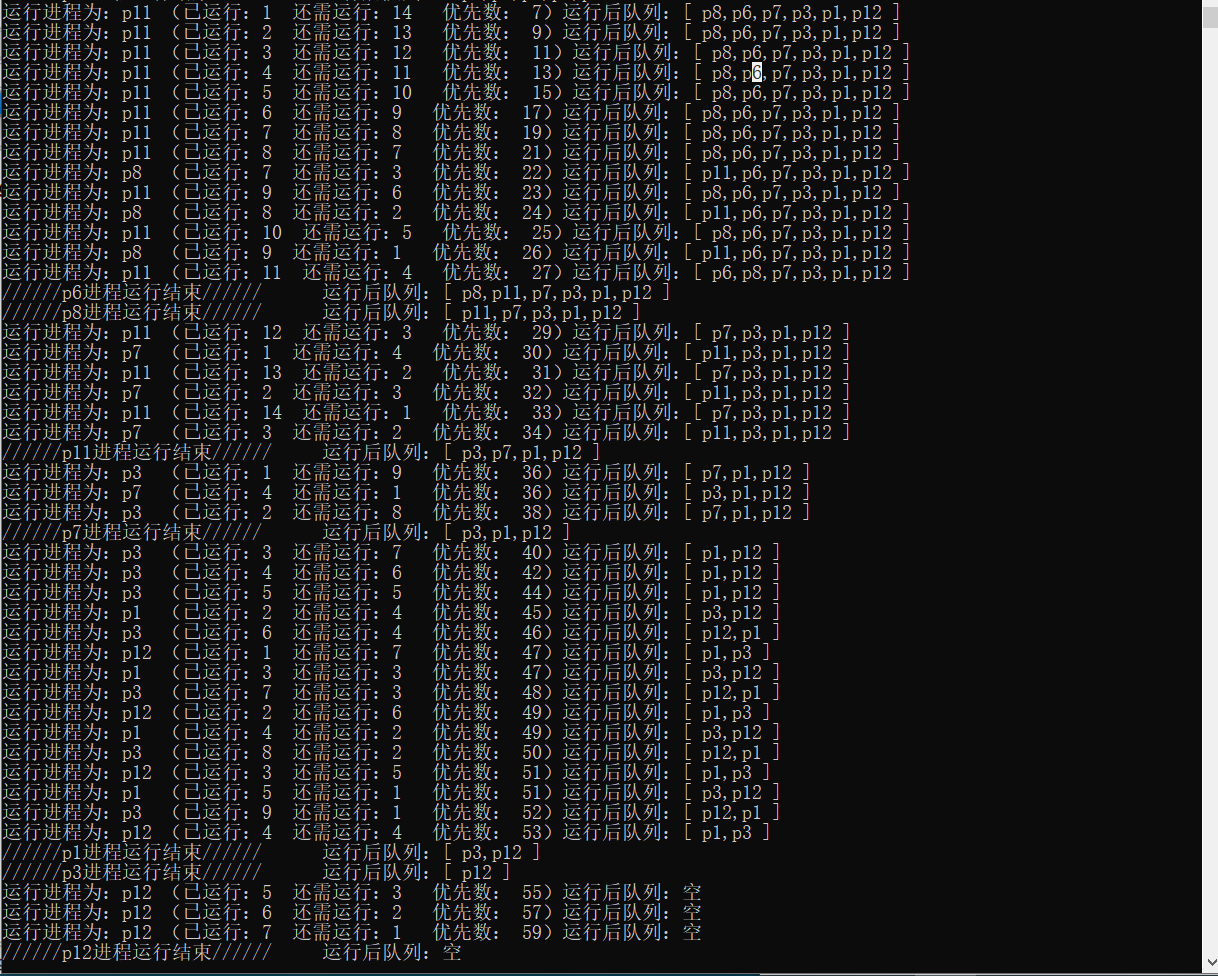 运行进程为：p11 （已运行：1 还需运行：14 优先数： 7）运行后队列：[ p8,p6,p7,p3,p1,p12 ]
运行进程为：p11 （已运行：2 还需运行：13 优先数： 9）运行后队列：[ p8,p6,p7,p3,p1,p12 ]
运行进程为：p11 （已运行：3 还需运行：12 优先数： 11）运行后队列：[ p8,p6,p7,p3,p1,p12 ]
运行进程为：p11 （已运行：4 还需运行：11 优先数： 13）运行后队列：[ p8,p6,p7,p3,p1,p12 ]
运行进程为：p11 （已运行：5 还需运行：10 优先数： 15）运行后队列：[ p8,p6,p7,p3,p1,p12 ]
运行进程为：p11 （已运行：6 还需运行：9 优先数： 17）运行后队列：[ p8,p6,p7,p3,p1,p12 ]
运行进程为：p11 （已运行：7 还需运行：8 优先数： 19）运行后队列：[ p8,p6,p7,p3,p1,p12 ]
运行进程为：p11 （已运行：8 还需运行：7 优先数： 21）运行后队列：[ p8,p6,p7,p3,p1,p12 ]
运行进程为：p8 （已运行：7 还需运行：3 优先数： 22）运行后队列：[ p11,p6,p7,p3,p1,p12 ]
运行进程为：p11 （已运行：9 还需运行：6 优先数： 23）运行后队列：[ p8,p6,p7,p3,p1,p12 ]
运行进程为：p8 （已运行：8 还需运行：2 优先数： 24）运行后队列：[ p11,p6,p7,p3,p1,p12 ]
运行进程为：p11 （已运行：10 还需运行：5 优先数： 25）运行后队列：[ p8,p6,p7,p3,p1,p12 ]
运行进程为：p8 （已运行：9 还需运行：1 优先数： 26）运行后队列：[ p11,p6,p7,p3,p1,p12 ]
运行进程为：p11 （已运行：11 还需运行：4 优先数： 27）运行后队列：[ p6,p8,p7,p3,p1,p12 ]
//////p6进程运行结束////// 运行后队列：[ p8,p11,p7,p3,p1,p12 ]
//////p8进程运行结束////// 运行后队列：[ p11,p7,p3,p1,p12 ]
运行进程为：p11 （已运行：12 还需运行：3 优先数： 29）运行后队列：[ p7,p3,p1,p12 ]
运行进程为：p7 （已运行：1 还需运行：4 优先数： 30）运行后队列：[ p11,p3,p1,p12 ]
运行进程为：p11 （已运行：13 还需运行：2 优先数： 31）运行后队列：[ p7,p3,p1,p12 ]
运行进程为：p7 （已运行：2 还需运行：3 优先数： 32）运行后队列：[ p11,p3,p1,p12 ]
运行进程为：p11 （已运行：14 还需运行：1 优先数： 33）运行后队列：[ p7,p3,p1,p12 ]
运行进程为：p7 （已运行：3 还需运行：2 优先数： 34）运行后队列：[ p11,p3,p1,p12 ]
//////p11进程运行结束////// 运行后队列：[ p3,p7,p1,p12 ]
运行进程为：p3 （已运行：1 还需运行：9 优先数： 36）运行后队列：[ p7,p1,p12 ]
运行进程为：p7 （已运行：4 还需运行：1 优先数： 36）运行后队列：[ p3,p1,p12 ]
运行进程为：p3 （已运行：2 还需运行：8 优先数： 38）运行后队列：[ p7,p1,p12 ]
//////p7进程运行结束////// 运行后队列：[ p3,p1,p12 ]
运行进程为：p3 （已运行：3 还需运行：7 优先数： 40）运行后队列：[ p1,p12 ]
运行进程为：p3 （已运行：4 还需运行：6 优先数： 42）运行后队列：[ p1,p12 ]
运行进程为：p3 （已运行：5 还需运行：5 优先数： 44）运行后队列：[ p1,p12 ]
运行进程为：p1 （已运行：2 还需运行：4 优先数： 45）运行后队列：[ p3,p12 ]
运行进程为：p3 （已运行：6 还需运行：4 优先数： 46）运行后队列：[ p12,p1 ]
运行进程为：p12 （已运行：1 还需运行：7 优先数： 47）运行后队列：[ p1,p3 ]
运行进程为：p1 （已运行：3 还需运行：3 优先数： 47）运行后队列：[ p3,p12 ]
运行进程为：p3 （已运行：7 还需运行：3 优先数： 48）运行后队列：[ p12,p1 ]
运行进程为：p12 （已运行：2 还需运行：6 优先数： 49）运行后队列：[ p1,p3 ]
运行进程为：p1 （已运行：4 还需运行：2 优先数： 49）运行后队列：[ p3,p12 ]
运行进程为：p3 （已运行：8 还需运行：2 优先数： 50）运行后队列：[ p12,p1 ]
运行进程为：p12 （已运行：3 还需运行：5 优先数： 51）运行后队列：[ p1,p3 ]
运行进程为：p1 （已运行：5 还需运行：1 优先数： 51）运行后队列：[ p3,p12 ]
运行进程为：p3 （已运行：9 还需运行：1 优先数： 52）运行后队列：[ p12,p1 ]
运行进程为：p12 （已运行：4 还需运行：4 优先数： 53）运行后队列：[ p1,p3 ]
//////p1进程运行结束////// 运行后队列：[ p3,p12 ]
//////p3进程运行结束////// 运行后队列：[ p12 ]
运行进程为：p12 （已运行：5 还需运行：3 优先数： 55）运行后队列：空
运行进程为：p12 （已运行：6 还需运行：2 优先数： 57）运行后队列：空
运行进程为：p12 （已运行：7 还需运行：1 优先数： 59）运行后队列：空
//////p12进程运行结束////// 运行后队列：空